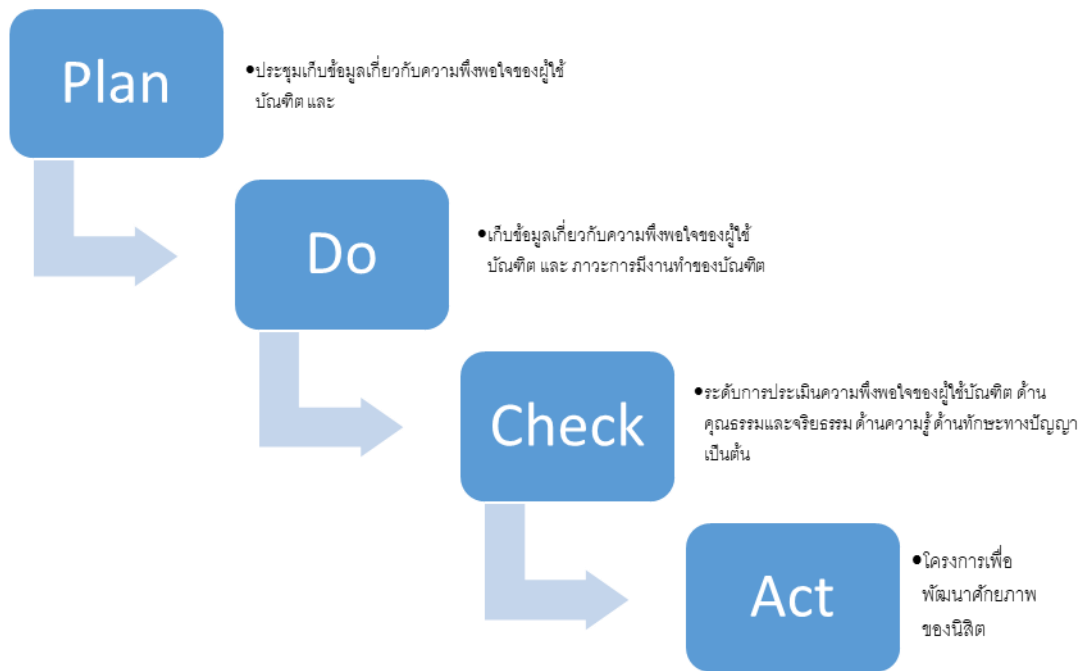 Plan
•ประชุมเก็บข้อมูลเกี่ยวกับความพึงพอใจของผู้ใช้
บัณฑิต และ
Do
•เก็บข้อมูลเกี่ยวกับความพึงพอใจของผู้ใช้
บัณฑิต และ ภาวะการมีงานทำของบัณฑิต
Check
•ระดับการประเมินความพึงพอใจของผู้ใช้บัณฑิต ด้าน
คุณธรรมและจริยธรรม ด้านความรู้ ด้านทักษะทางปัญญา
เป็นต้น
Act
•โครงการเพื่อ
พัฒนาศักยภาพ
ของนิสิต